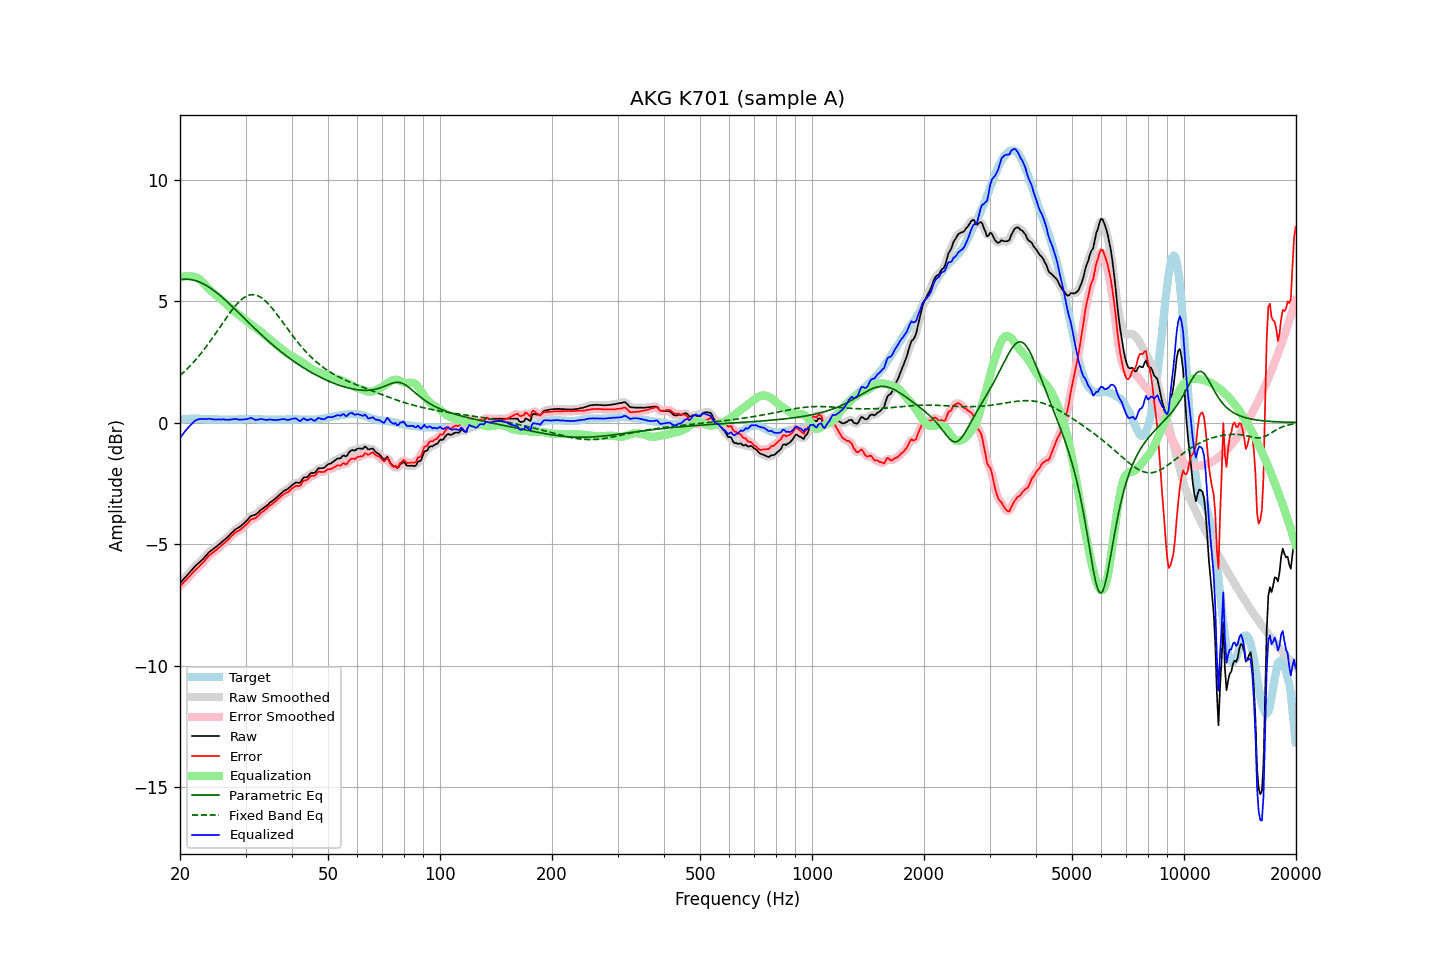 AKG K701 (sample A)
Amplitude (dBr)
10
5
0
−5
−10
−15
Target
Raw Smoothed
Error Smoothed
Raw
Error
Equalization
Parametric Eq
Fixed Band Eq
Equalized
20 50 100 200 500 1000 2000 5000 10000 20000
Frequency (Hz)